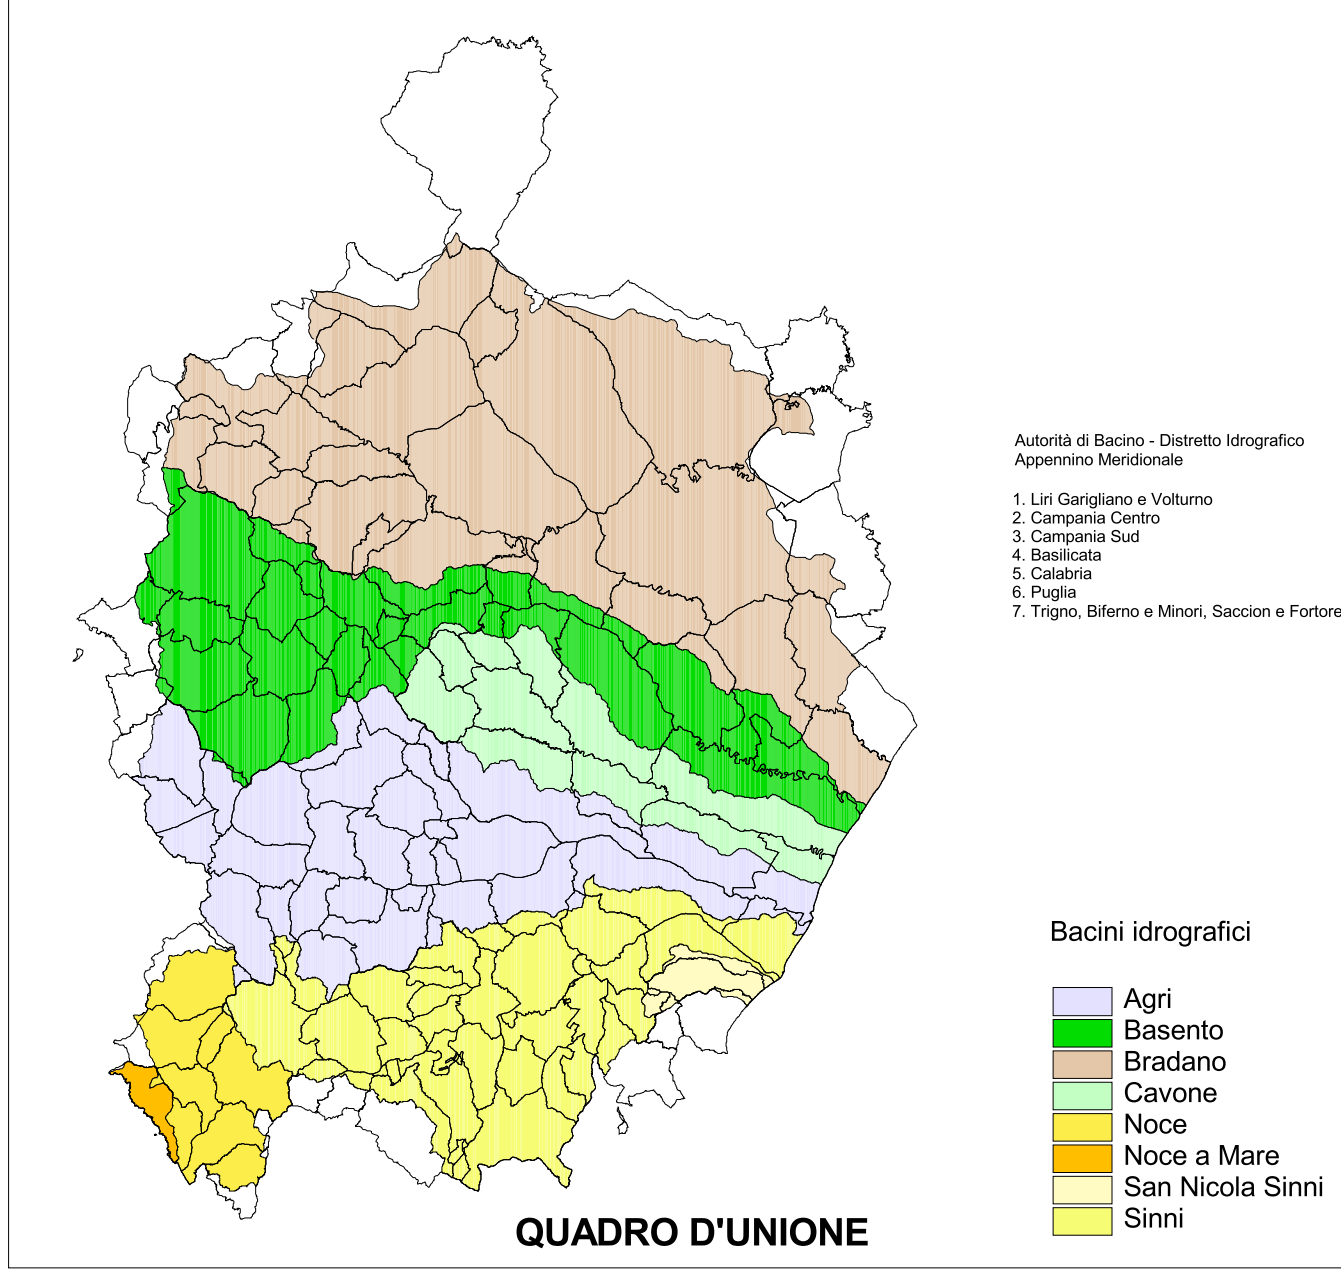 Autorità di Bacino - Distretto Idrografico
Appennino Meridionale
1. Liri Garigliano e Volturno
2. Campania Centro
3. Campania Sud
4. Basilicata
5. Calabria
6. Puglia
7. Trigno, Biferno e Minori, Saccion e Fortore
Bacini idrografici
Agri
Basento
Bradano
Cavone
Noce
Noce a Mare
San Nicola Sinni
Sinni
QUADRO D'UNIONE